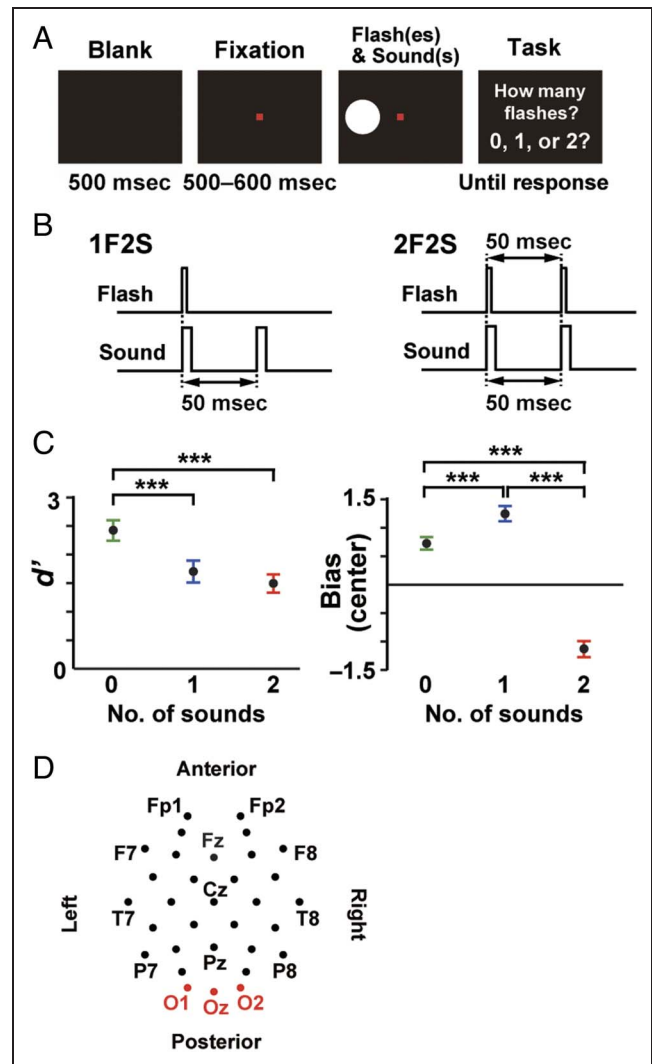 A
Blank
Fixation
Flash(es)
& Sound(s)
Task
How many
flashes?
0, 1, or 2?
500 msec
500–600 msec
Until response
B
1F2S
Flash
Sound
50 msec
2F2S
50 msec
Flash
Sound
50 msec
C
***
***
3
d'
0
0 1 2
No. of sounds
***
*** ***
1.5
Bias
(center)
–1.5
0 1 2
No. of sounds
D
Anterior
Fp1 Fp2
Fz
F7 F8
Cz
Left
T7 T8
Right
Pz
P7 P8
O1 Oz O2
Posterior